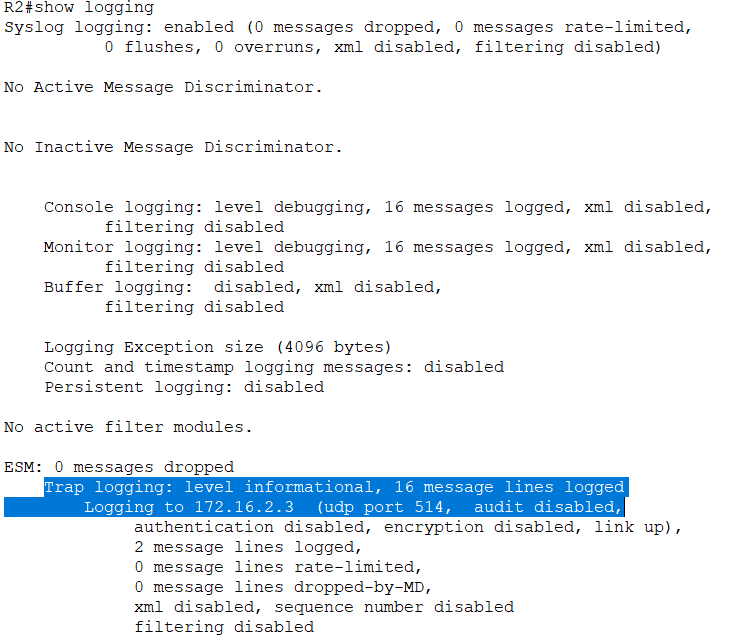 R2#show logging
Syslog logging: enabled (0 messages dropped, 0 messages rate-limited,
0 flushes, 0 overruns, xml disabled, filtering disabled)
No Active Message Discriminator.
No Inactive Message Discriminator.
Console logging: level debugging, 16 messages logged, xml disabled,
filtering disabled
Monitor logging: level debugging, 16 messages logged, xml disabled,
filtering disabled
Buffer logging:  disabled, xml disabled,
filtering disabled
Logging Exception size (4096 bytes)
Count and timestamp logging messages: disabled
Persistent logging: disabled
No active filter modules.
ESM: 0 messages dropped
Trap logging: level informational, 16 message lines logged
Logging to 172.16.2.3  (udp port 514,  audit disabled,
authentication disabled, encryption disabled, link up),
2 message lines logged,
0 message lines rate-limited,
0 message lines dropped-by-MD,
xml disabled, sequence number disabled
filtering disabled